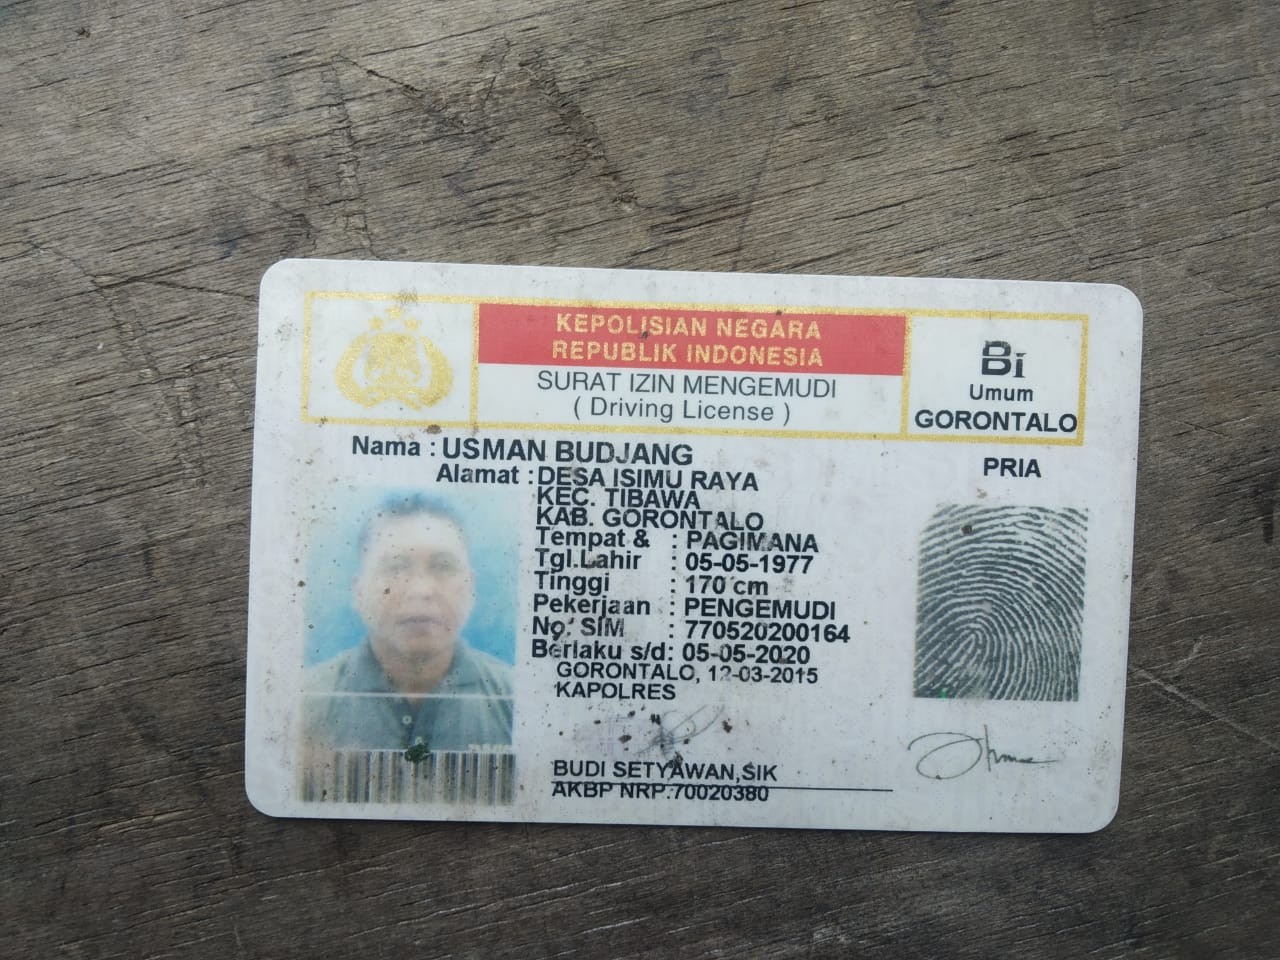 KEPOLISIAN NEGARA
REPUBLIK INDONESIA
SURAT IZIN MENGEMUDI
( Driving License )
Bi
Umum
GORONTALO
Nama : USMAN BUDJANG
PRIA
Alamat : DESA ISIMU RAYA
KEC. TIBAWA
KAB. GORONTALO
Tempat & : PAGIMANA
Tgl.Lahir : 05-05-1977
Tinggi : 170 cm
Pekerjaan : PENGEMUDI
No. SIM : 770520200164
Berlaku s/d : 05-05-2020
GORONTALO, 12-03-2015
KAPOLRES
BUDI SETYAWAN,SIK
AKBP NRP.70020380